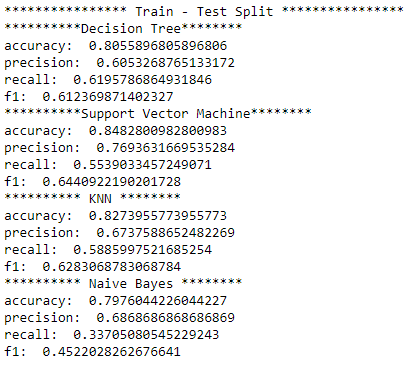 **************** Train - Test Split ****************
**********Decision Tree********
accuracy:  0.8055896805896806
precision:  0.6053268765133172
recall:  0.6195786864931846
f1:  0.612369871402327
**********Support Vector Machine********
accuracy:  0.8482800982800983
precision:  0.7693631669535284
recall:  0.5539033457249071
f1:  0.6440922190201728
********** KNN ********
accuracy:  0.8273955773955773
precision:  0.6737588652482269
recall:  0.5885997521685254
f1:  0.6283068783068784
********** Naive Bayes ********
accuracy:  0.7976044226044227
precision:  0.6868686868686869
recall:  0.33705080545229243
f1:  0.4522028262676641